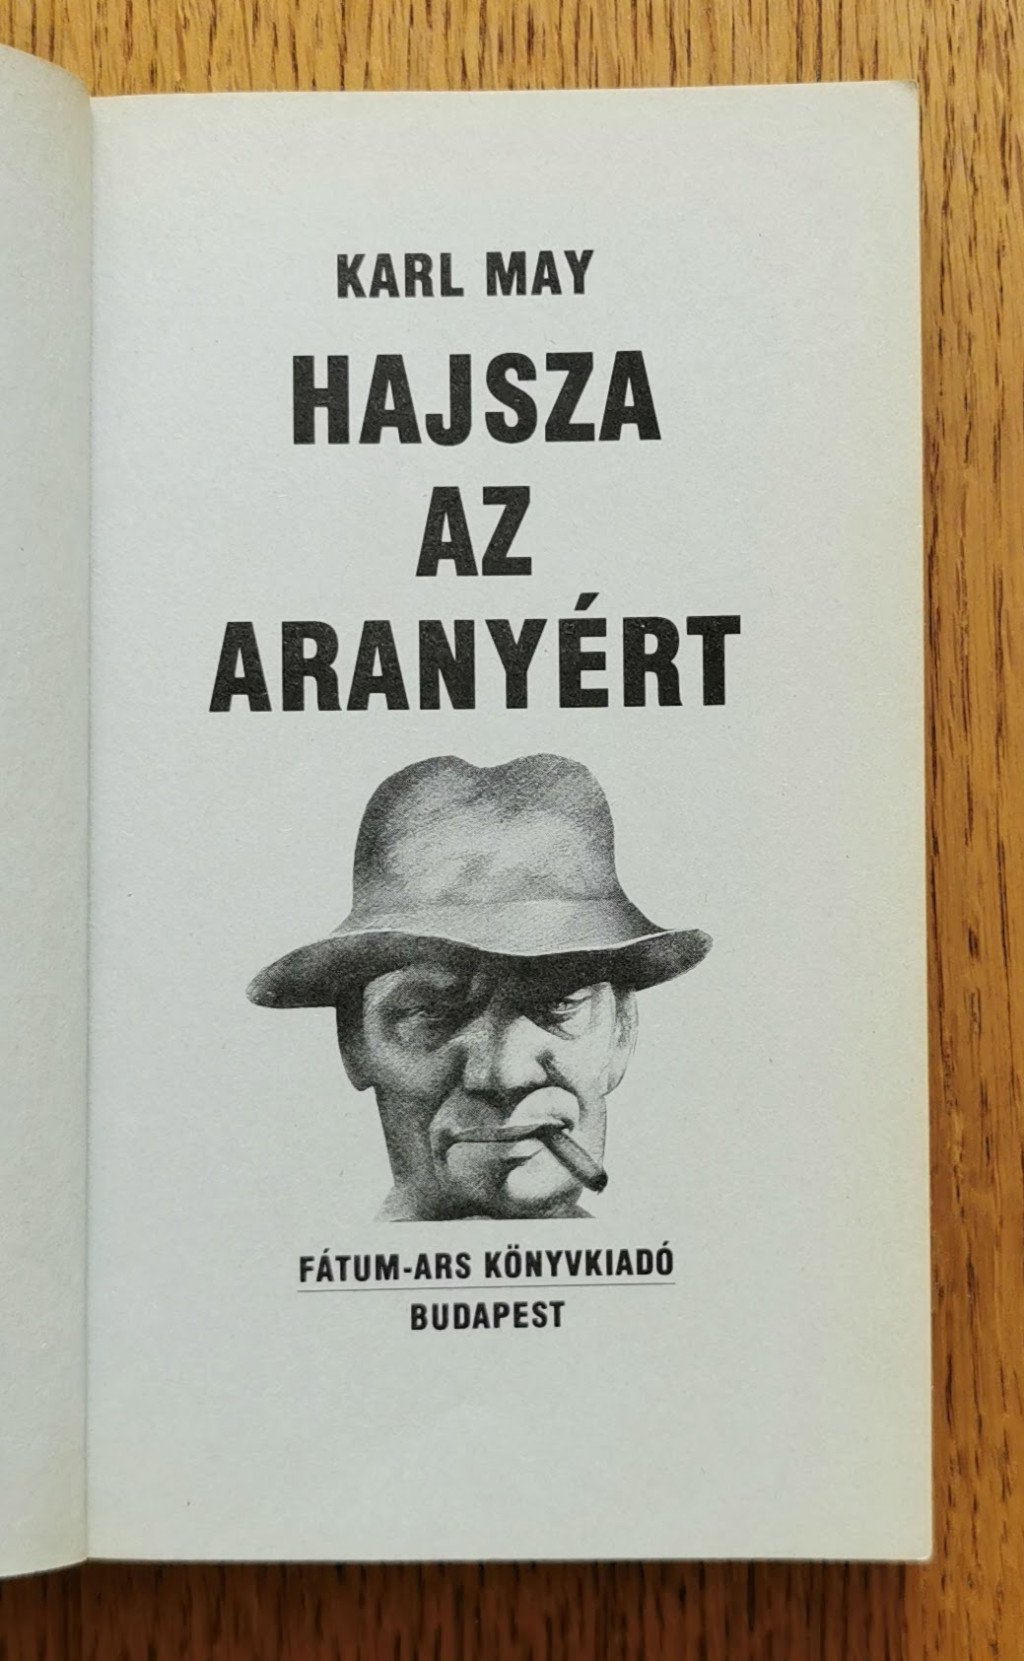 KARL MAY
HAJSZA
AZ
ARANYÉRT
FÁTUM-ARS KÖNYVKIADÓ
BUDAPEST